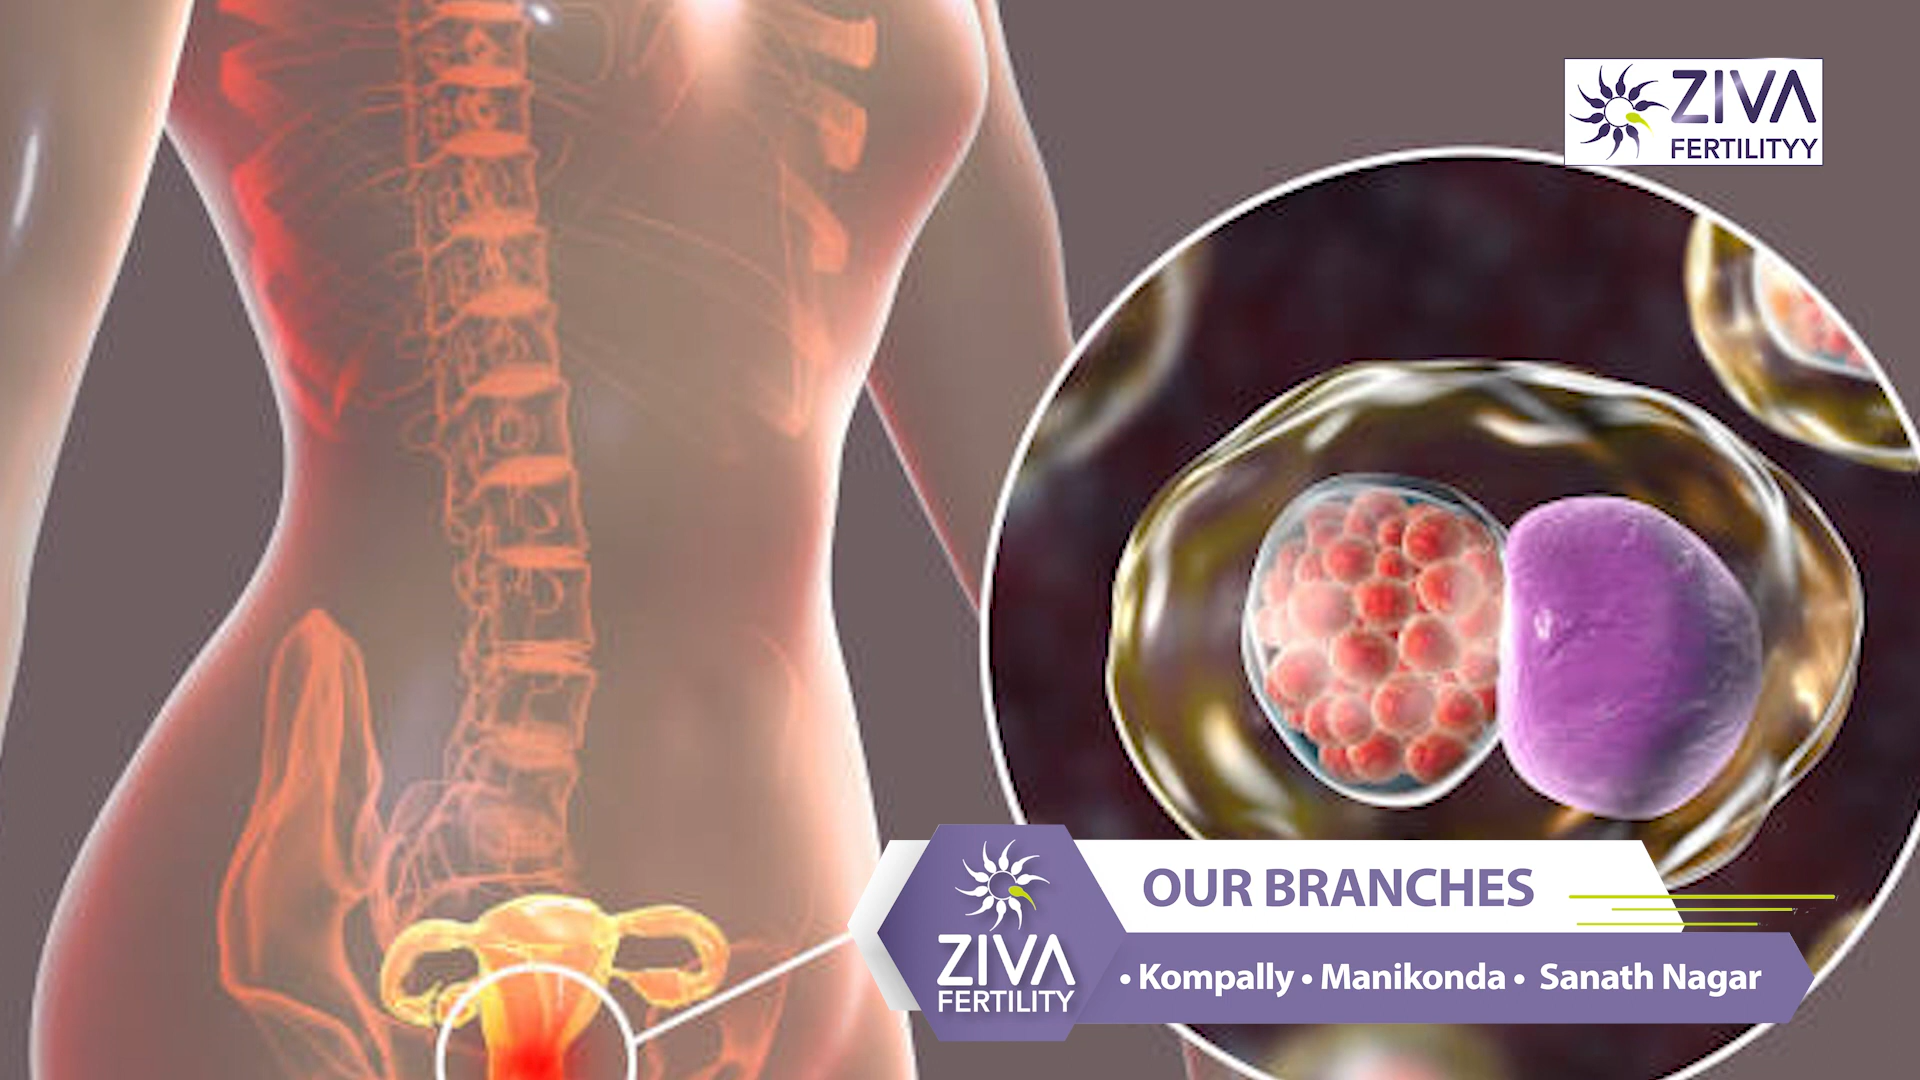 ZIVA
FERTILITYY
OUR BRANCHES
ZIVA
FERTILITY
• Kompally • Manikonda • Sanath Nagar